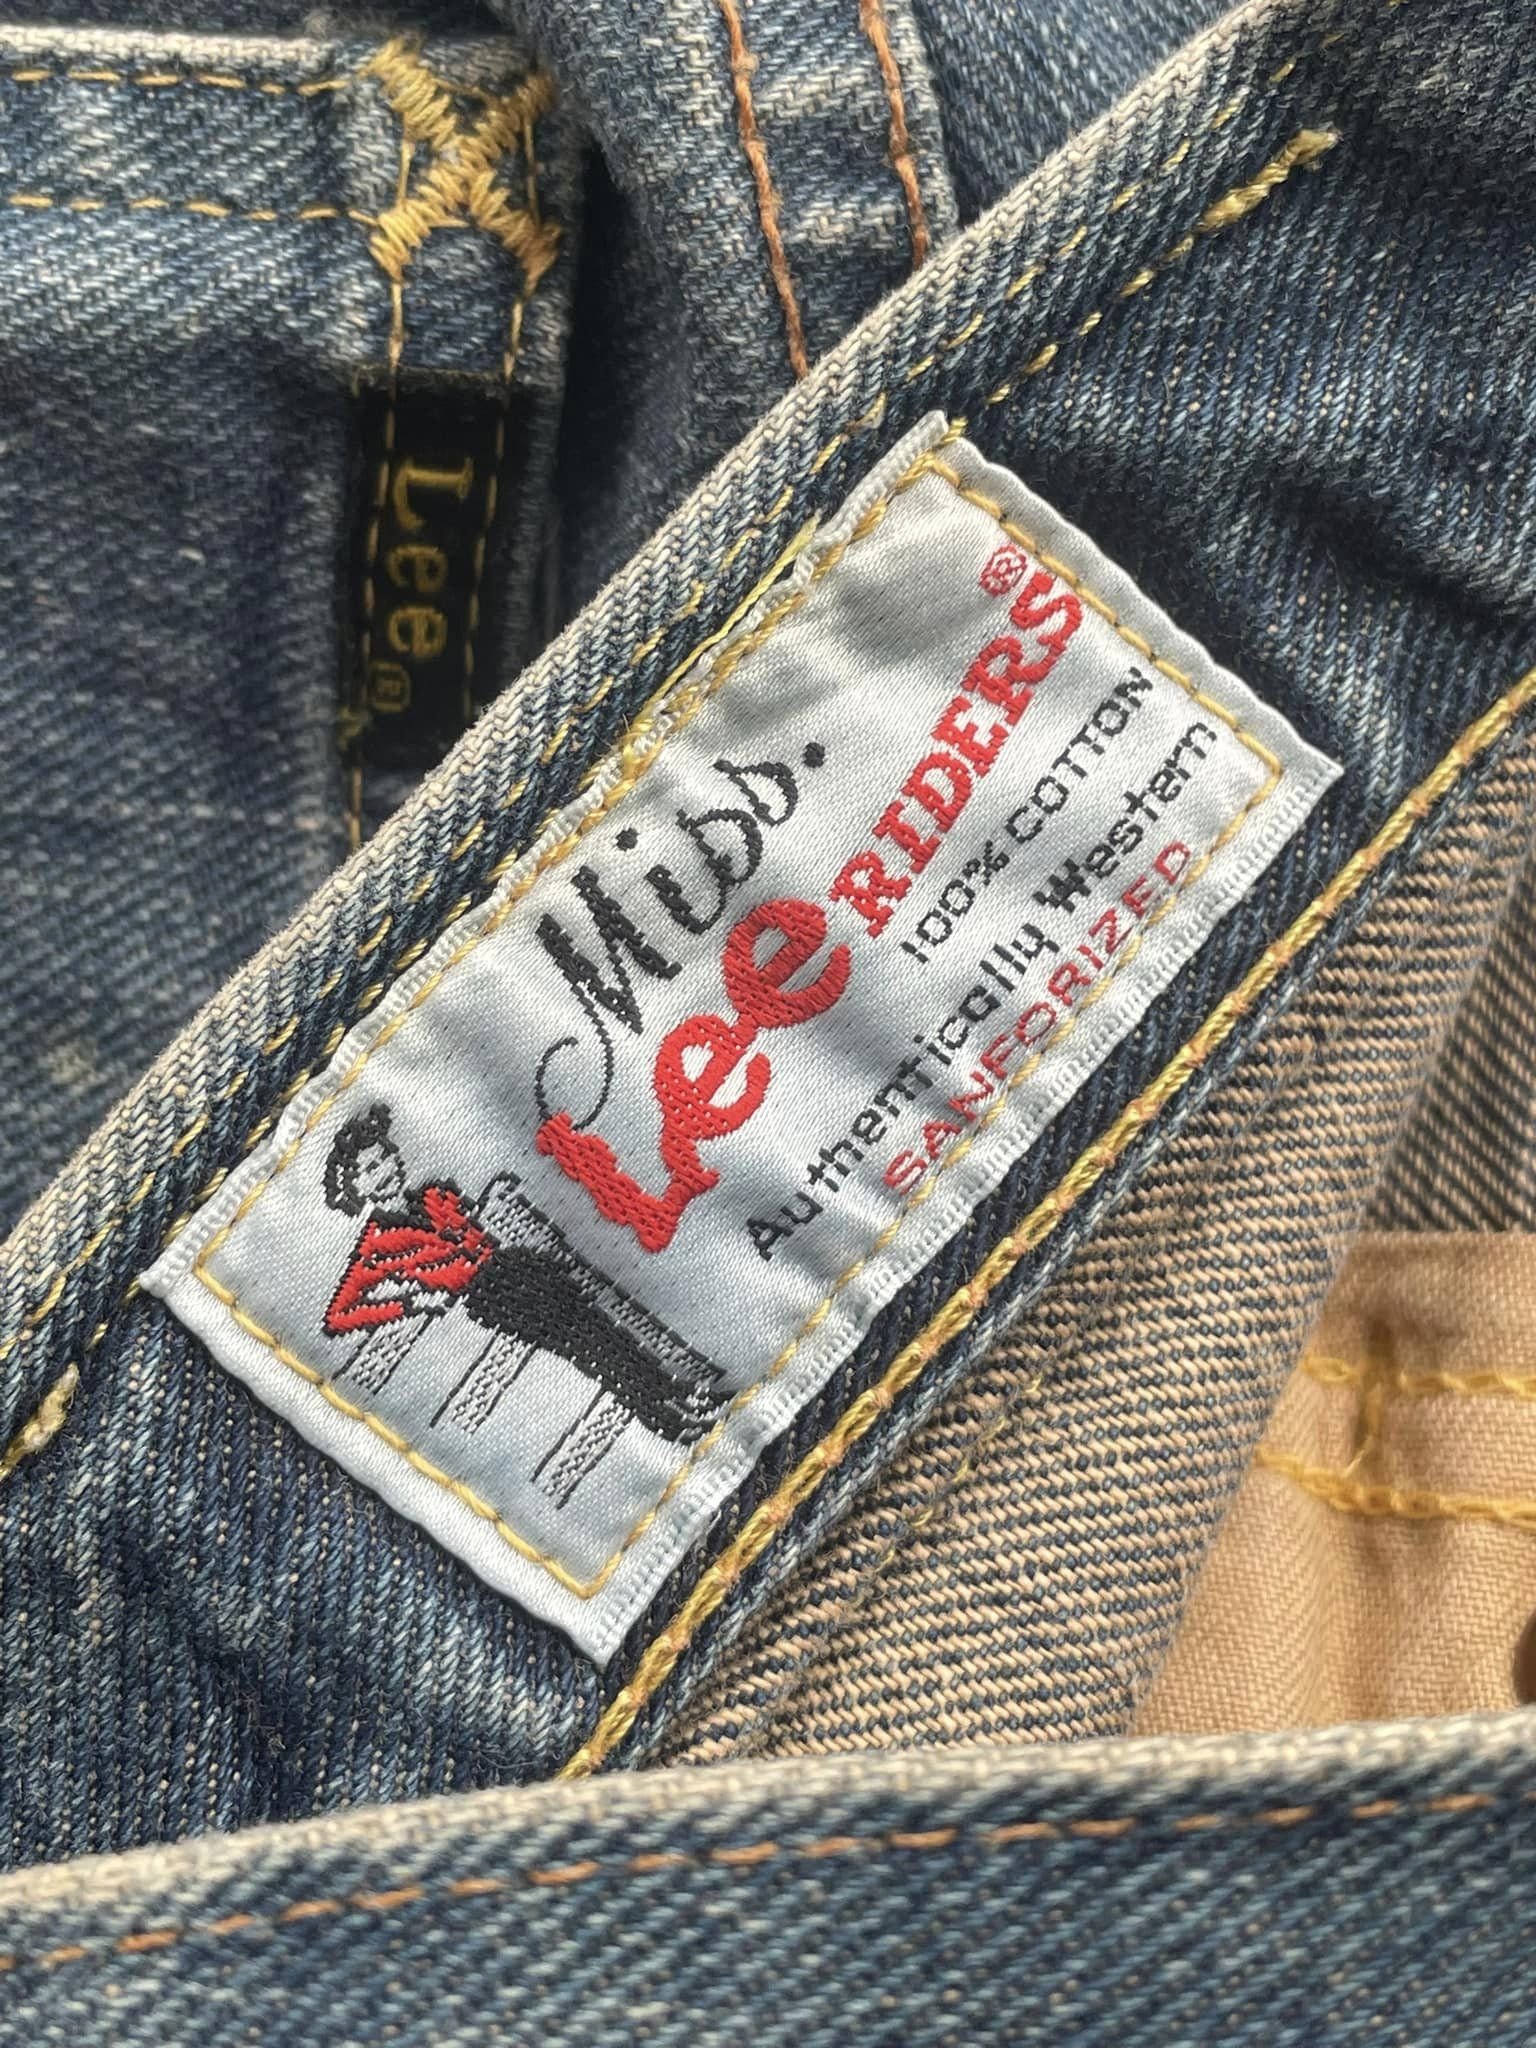 Lee®
Miss.
Lee RIDERS®
100% COTTON
Authentically Western
SANFORIZED